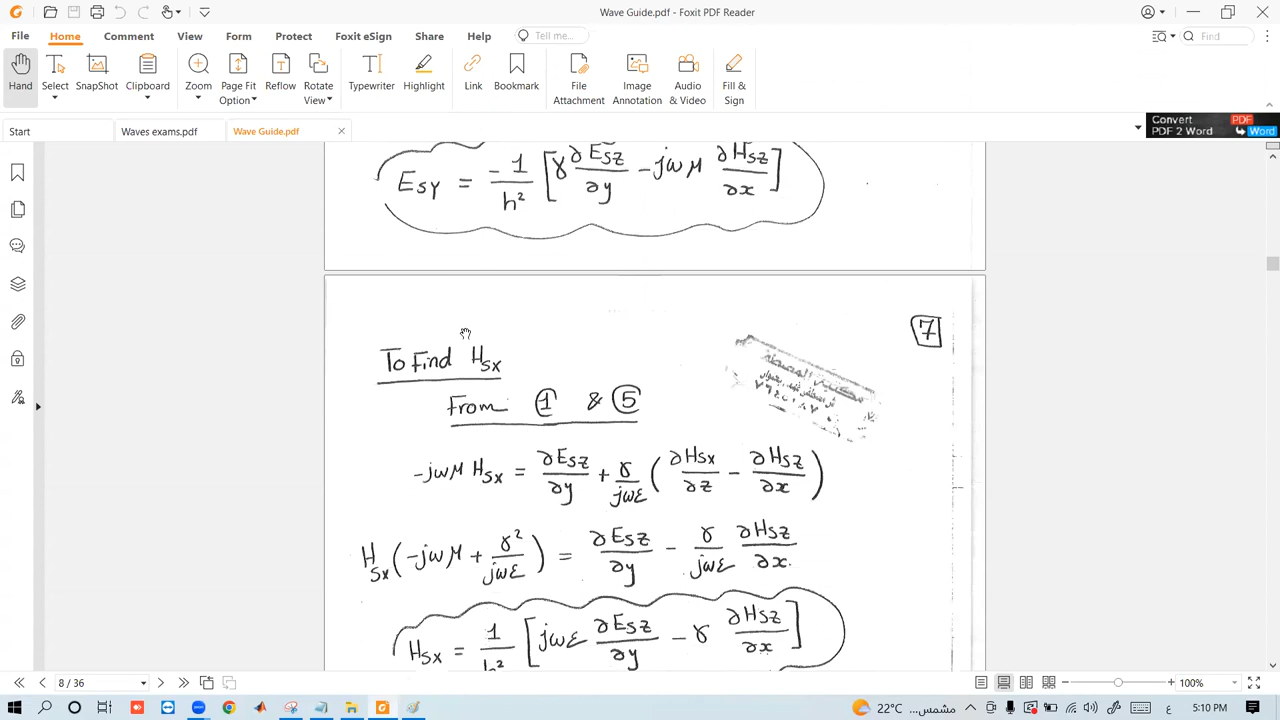 Wave Guide.pdf - Foxit PDF Reader
File Home Comment View Form Protect Foxit eSign Share Help Tell me... Find
Hand Select SnapShot Clipboard Zoom Page Fit Option Reflow Rotate View Typewriter Highlight Link Bookmark File Attachment Image Annotation Audio & Video Fill & Sign
Start Waves exams.pdf Wave Guide.pdf
Convert PDF
PDF 2 Word Word
Esy = -1/h² [γ ∂Esz/∂y - jωμ ∂Hsz/∂x]
7
To Find Hsx
From ① & ⑤
-jωμ Hsx = ∂Esz/∂y + γ/jωε (∂Hsx/∂z - ∂Hsz/∂x)
Hsx (-jωμ + γ²/jωε) = ∂Esz/∂y - γ/jωε ∂Hsz/∂x
Hsx = 1/h² [jωε ∂Esz/∂y - γ ∂Hsz/∂x]
8 / 36
100%
22°C مشمس...
5:10 PM